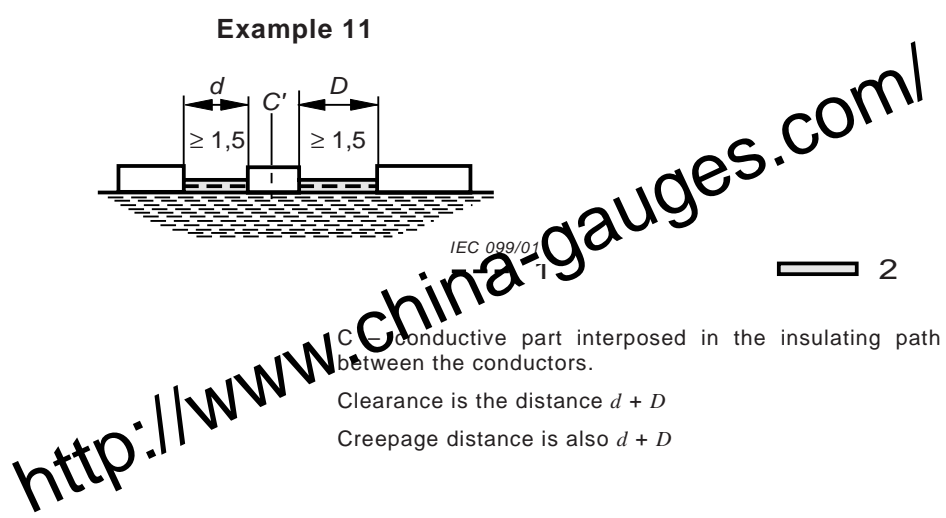 Example 11
d
C'
D
≥ 1,5
≥ 1,5
IEC 099/01
1
2
C – conductive part interposed in the insulating path
between the conductors.
Clearance is the distance d + D
Creepage distance is also d + D
http://www.china-gauges.com/